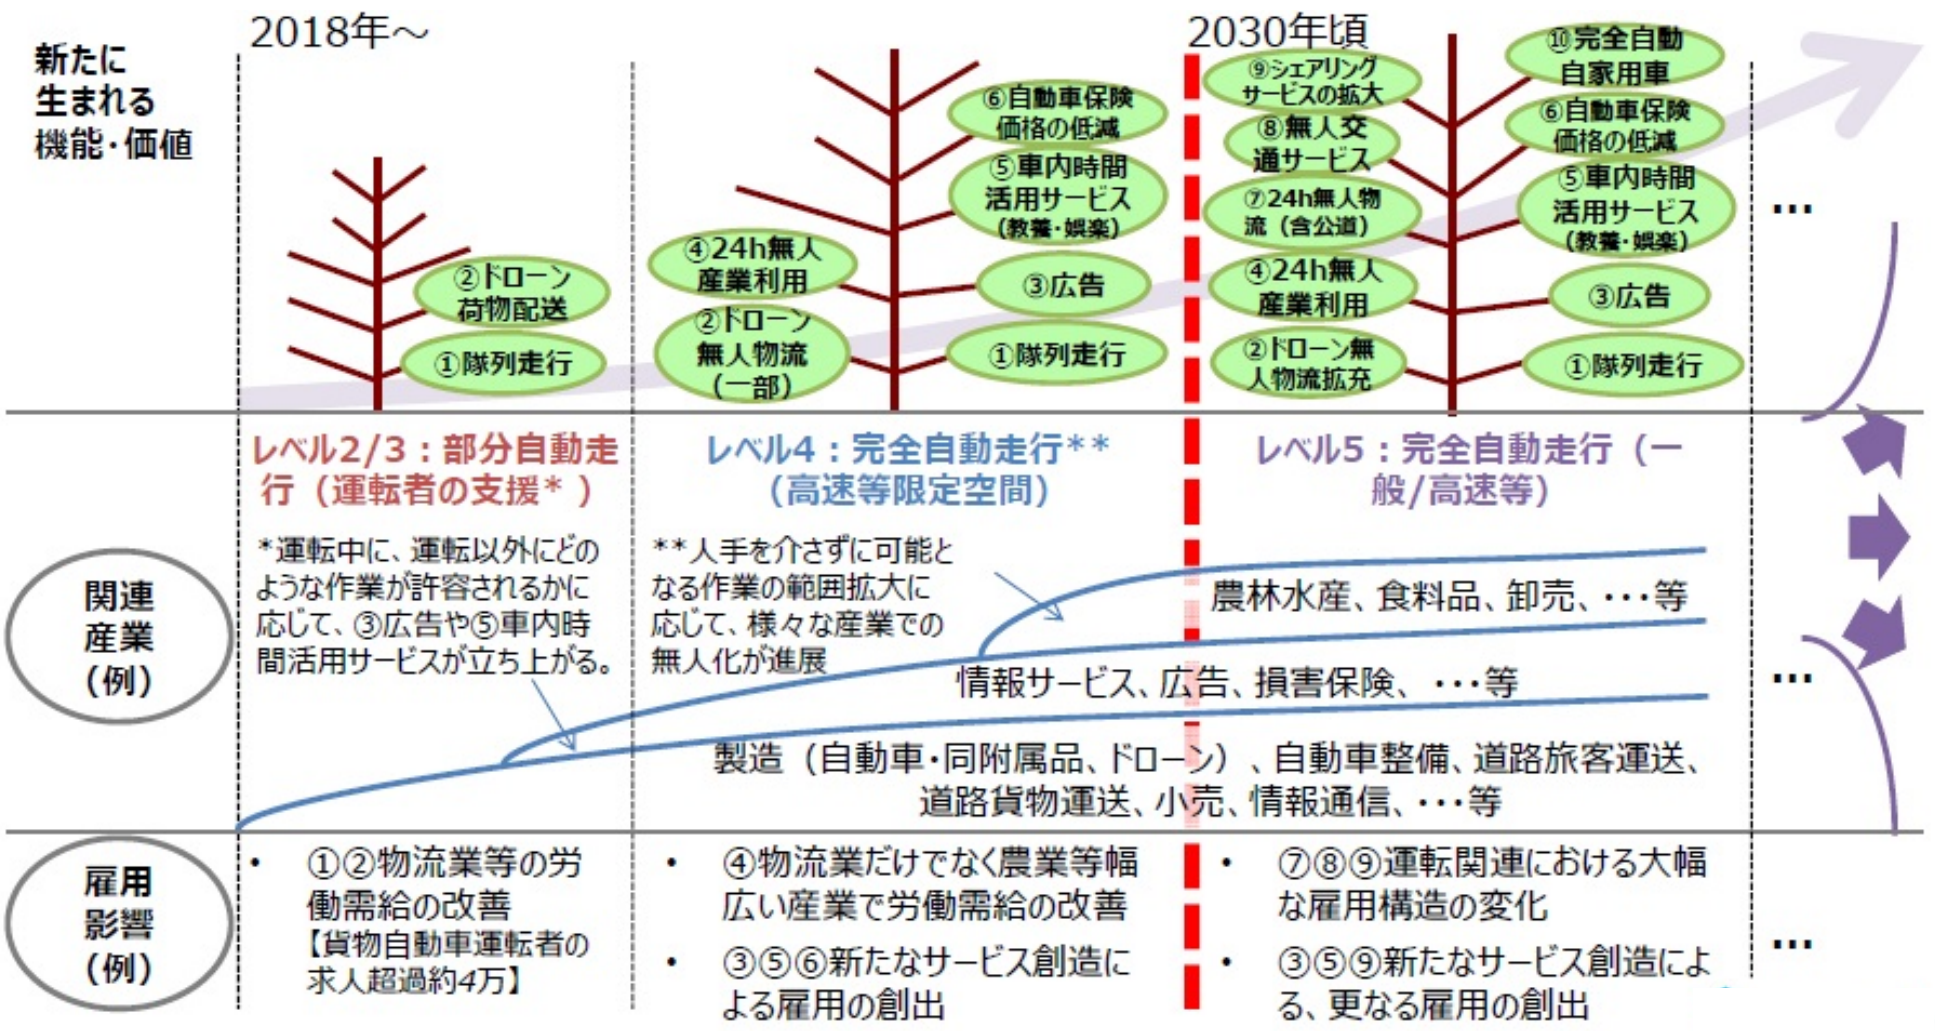 新たに
生まれる
機能・価値
2018年～
②ドローン
荷物配送
①隊列走行
⑥自動車保険
価格の低減
⑤車内時間
活用サービス
(教養・娯楽)
④24h無人
産業利用
③広告
②ドローン
無人物流
(一部)
①隊列走行
2030年頃
⑨シェアリング
サービスの拡大
⑧無人交
通サービス
⑦24h無人物
流（含公道）
④24h無人
産業利用
②ドローン無
人物流拡充
⑩完全自動
自家用車
⑥自動車保険
価格の低減
⑤車内時間
活用サービス
(教養・娯楽)
③広告
①隊列走行
…
レベル2/3：部分自動走
行（運転者の支援*）
レベル4：完全自動走行**
（高速等限定空間）
レベル5：完全自動走行（一
般/高速等）
関連
産業
(例)
*運転中に、運転以外にどの
ような作業が許容されるかに
応じて、③広告や⑤車内時
間活用サービスが立ち上がる。
**人手を介さずに可能と
なる作業の範囲拡大に
応じて、様々な産業での
無人化が進展
農林水産、食料品、卸売、・・・等
情報サービス、広告、損害保険、・・・等
製造（自動車・同附属品、ドローン）、自動車整備、道路旅客運送、
道路貨物運送、小売、情報通信、・・・等
…
雇用
影響
(例)
• ①②物流業等の労
働需給の改善
【貨物自動車運転者の
求人超過約4万】
• ④物流業だけでなく農業等幅
広い産業で労働需給の改善
• ③⑤⑥新たなサービス創造に
よる雇用の創出
• ⑦⑧⑨運転関連における大幅
な雇用構造の変化
• ③⑤⑨新たなサービス創造によ
る、更なる雇用の創出
…